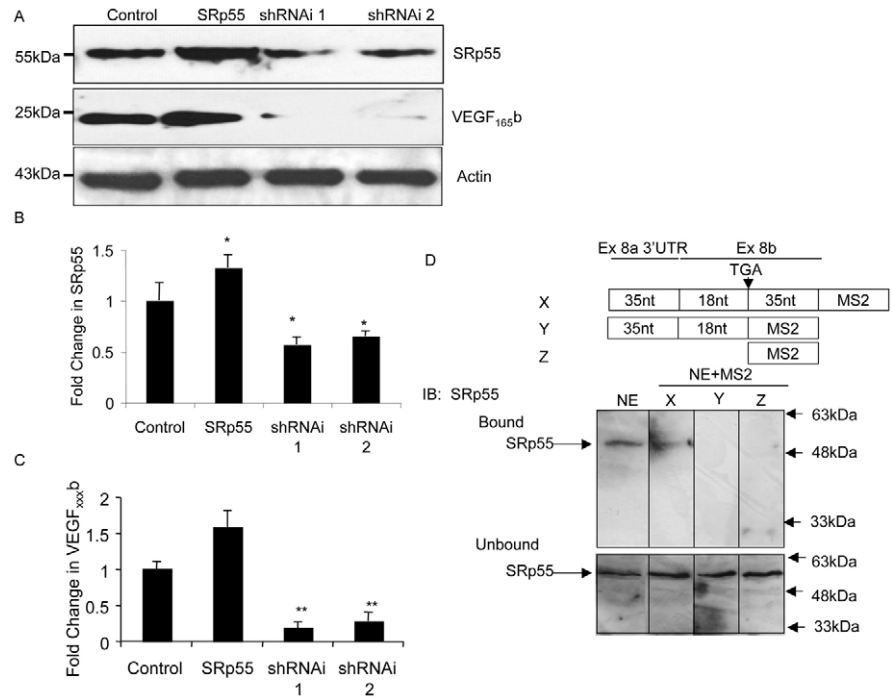 A
Control SRp55 shRNAi 1 shRNAi 2
55kDa SRp55
25kDa VEGF165b
43kDa Actin
B
Fold Change in SRp55
1.5
1
0.5
0
* * *
Control SRp55 shRNAi 1 shRNAi 2
C
Fold Change in VEGFxxxb
2
1.5
1
0.5
0
** **
Control SRp55 shRNAi 1 shRNAi 2
D
Ex 8a 3'UTR Ex 8b
TGA
X 35nt 18nt 35nt MS2
Y 35nt 18nt MS2
Z MS2
NE+MS2
IB: SRp55
NE X Y Z
Bound
SRp55
63kDa
48kDa
33kDa
Unbound
SRp55
63kDa
48kDa
33kDa